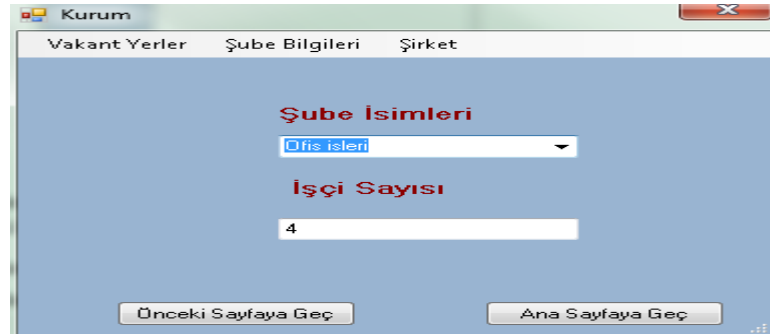 Kurum
Vakant Yerler Şube Bilgileri Şirket
Şube İsimleri
Ofis isleri
İşçi Sayısı
4
Önceki Sayfaya Geç Ana Sayfaya Geç